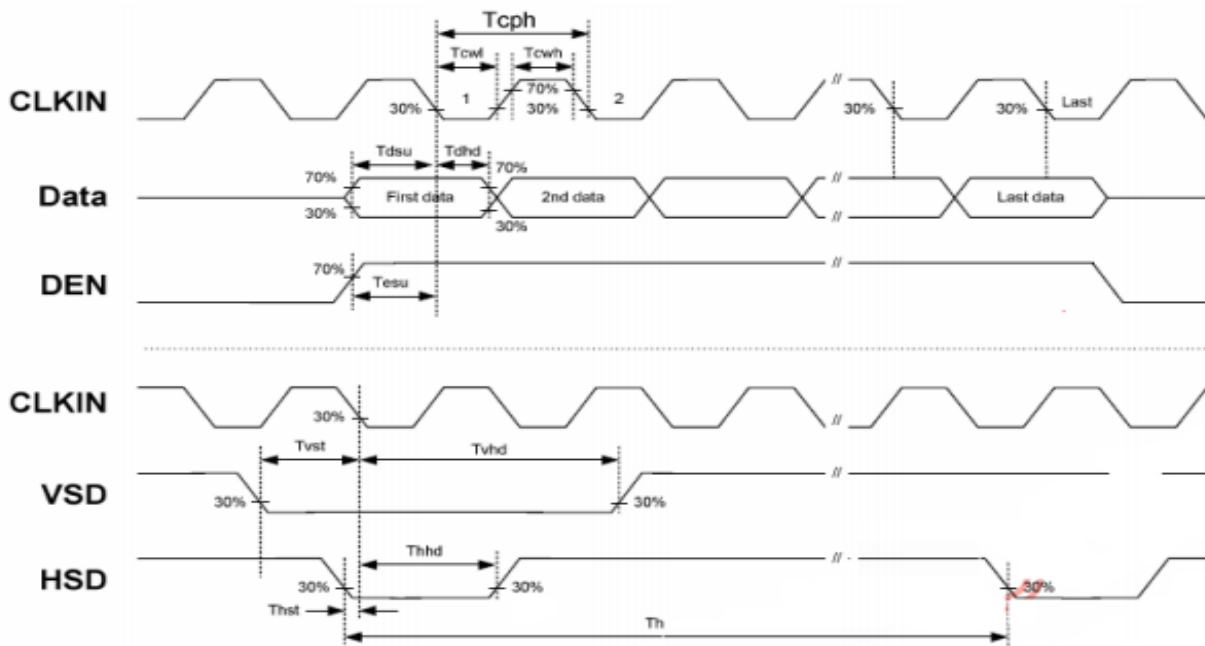 Tcph
Tcwl Tcwh
CLKIN 30% 1 70% 30% 2 // 30% 30% Last
Tdsu Tdhd
70% 70%
Data First data 2nd data // Last data
30% 30%
DEN 70% Tesu //
CLKIN 30% //
Tvst Tvhd
VSD 30% 30% //
HSD 30% Thhd 30% // 30%
Thst
Th